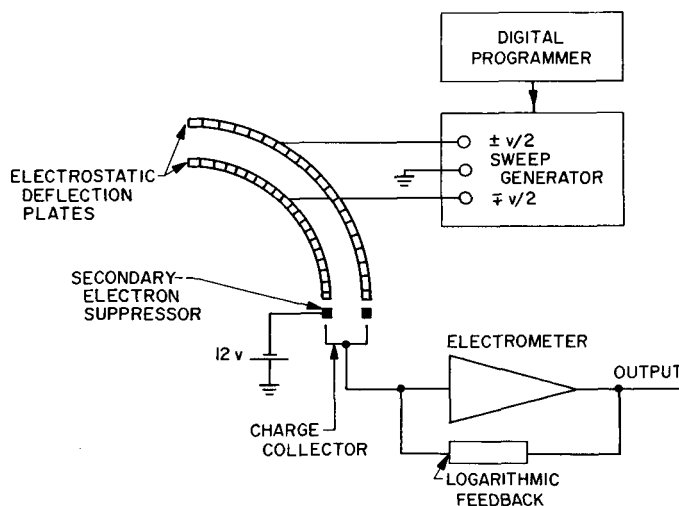 DIGITAL
PROGRAMMER
± v/2
SWEEP
GENERATOR
∓ v/2
ELECTROSTATIC
DEFLECTION
PLATES
SECONDARY
ELECTRON
SUPPRESSOR
12 v
CHARGE
COLLECTOR
ELECTROMETER
OUTPUT
LOGARITHMIC
FEEDBACK